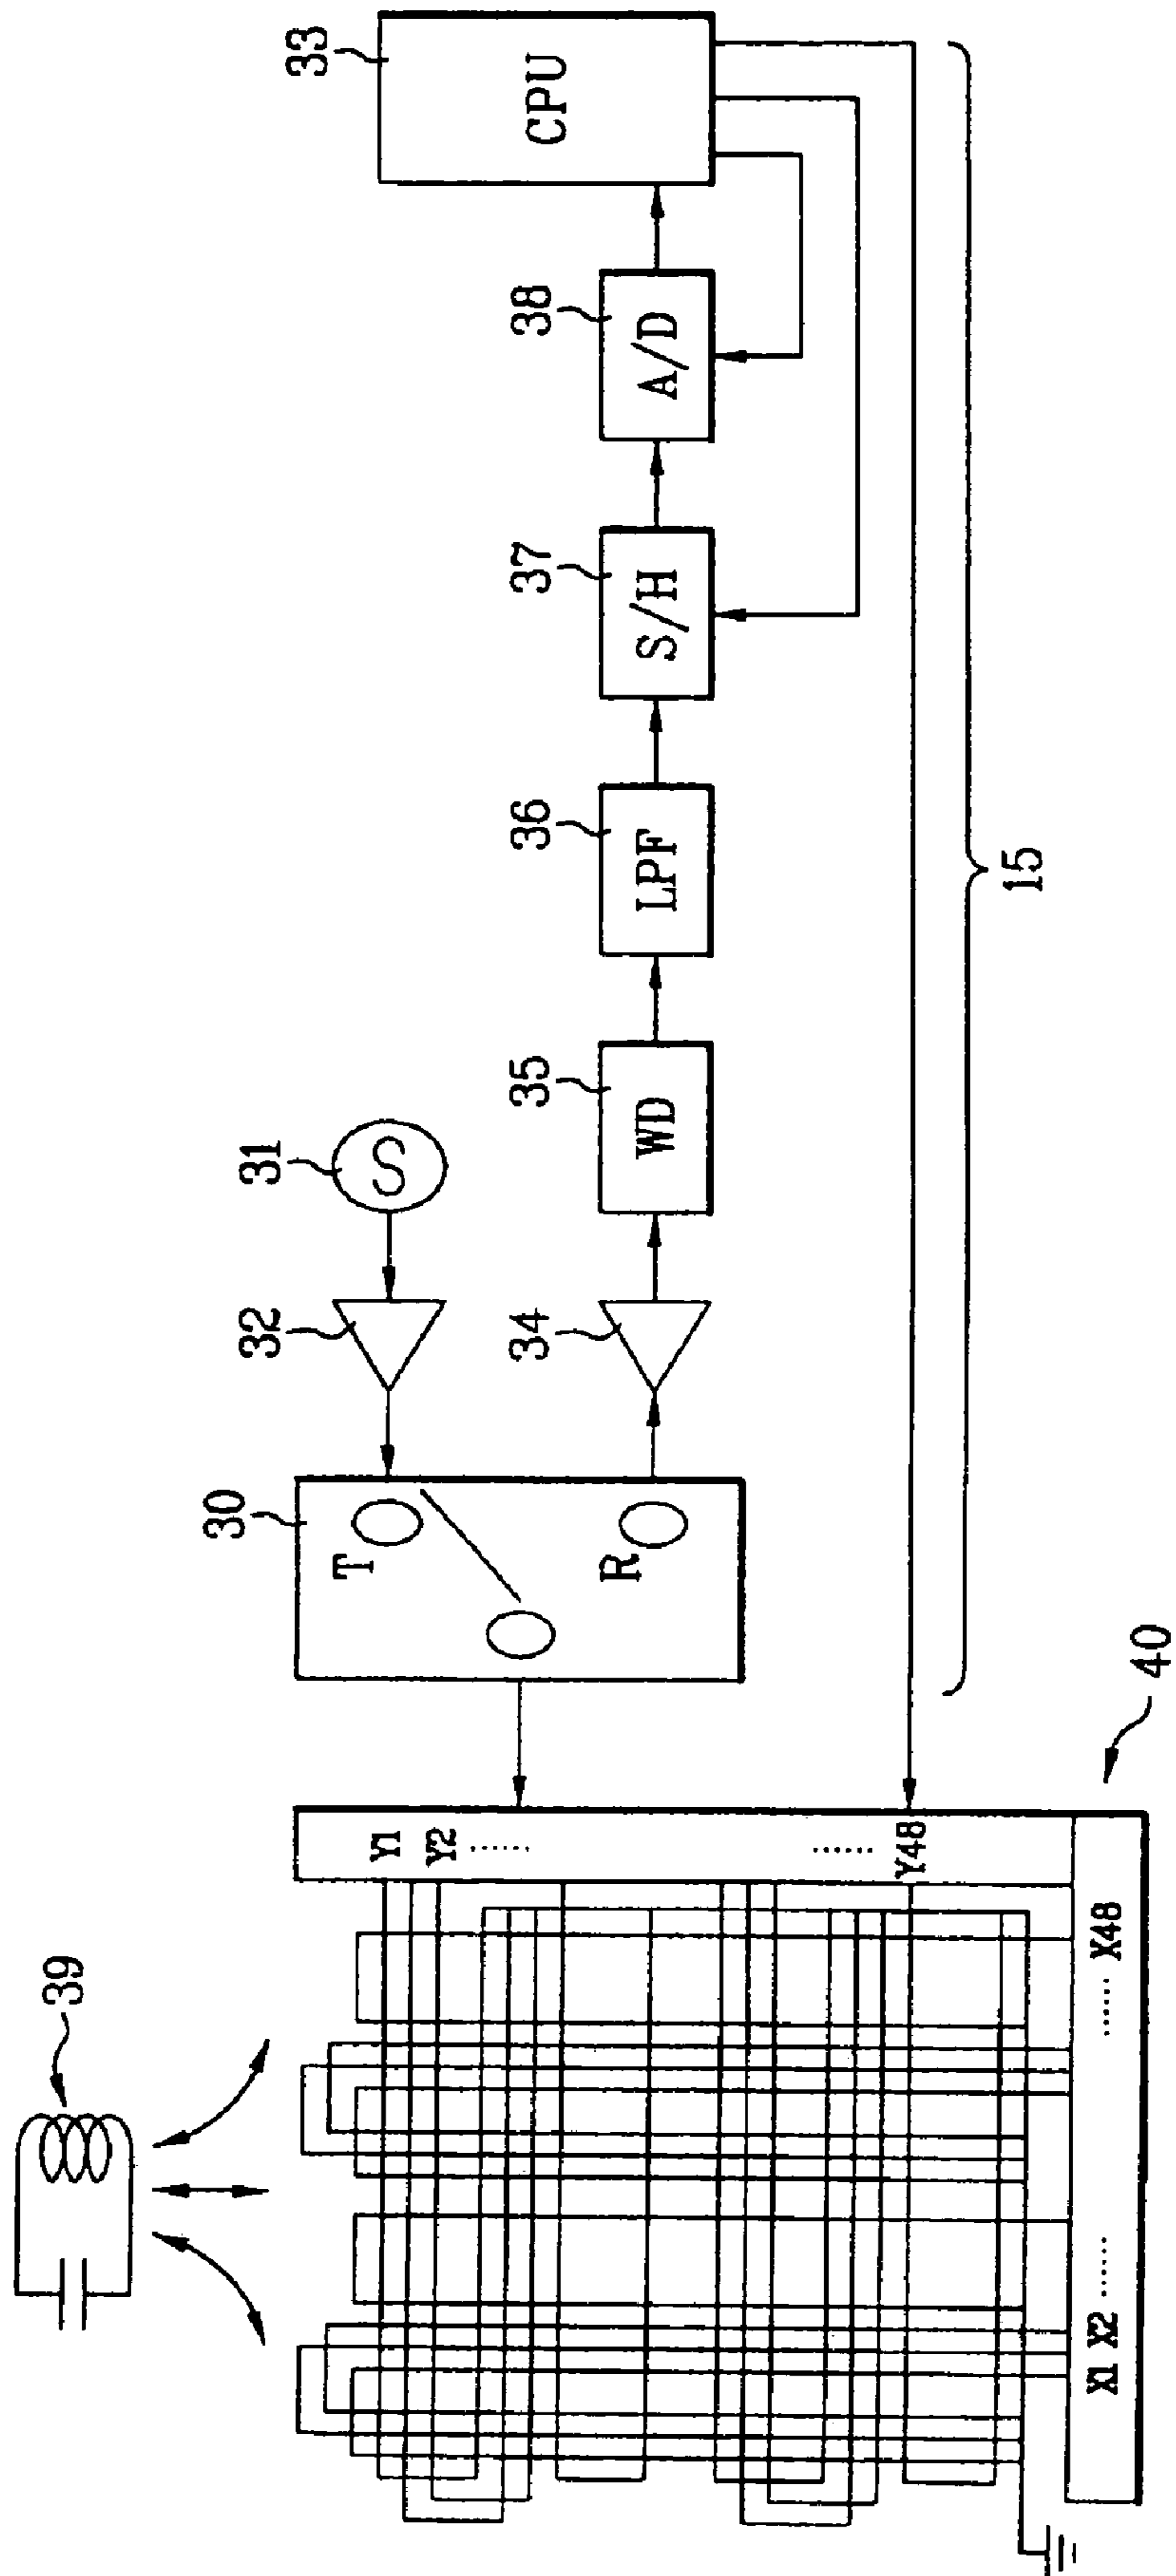 39
Y1
Y2 ......
...... Y48
X1 X2 ......
...... X48
40
30
T
R
32
31
S
34
35
WD
36
LPF
37
S/H
38
A/D
33
CPU
15